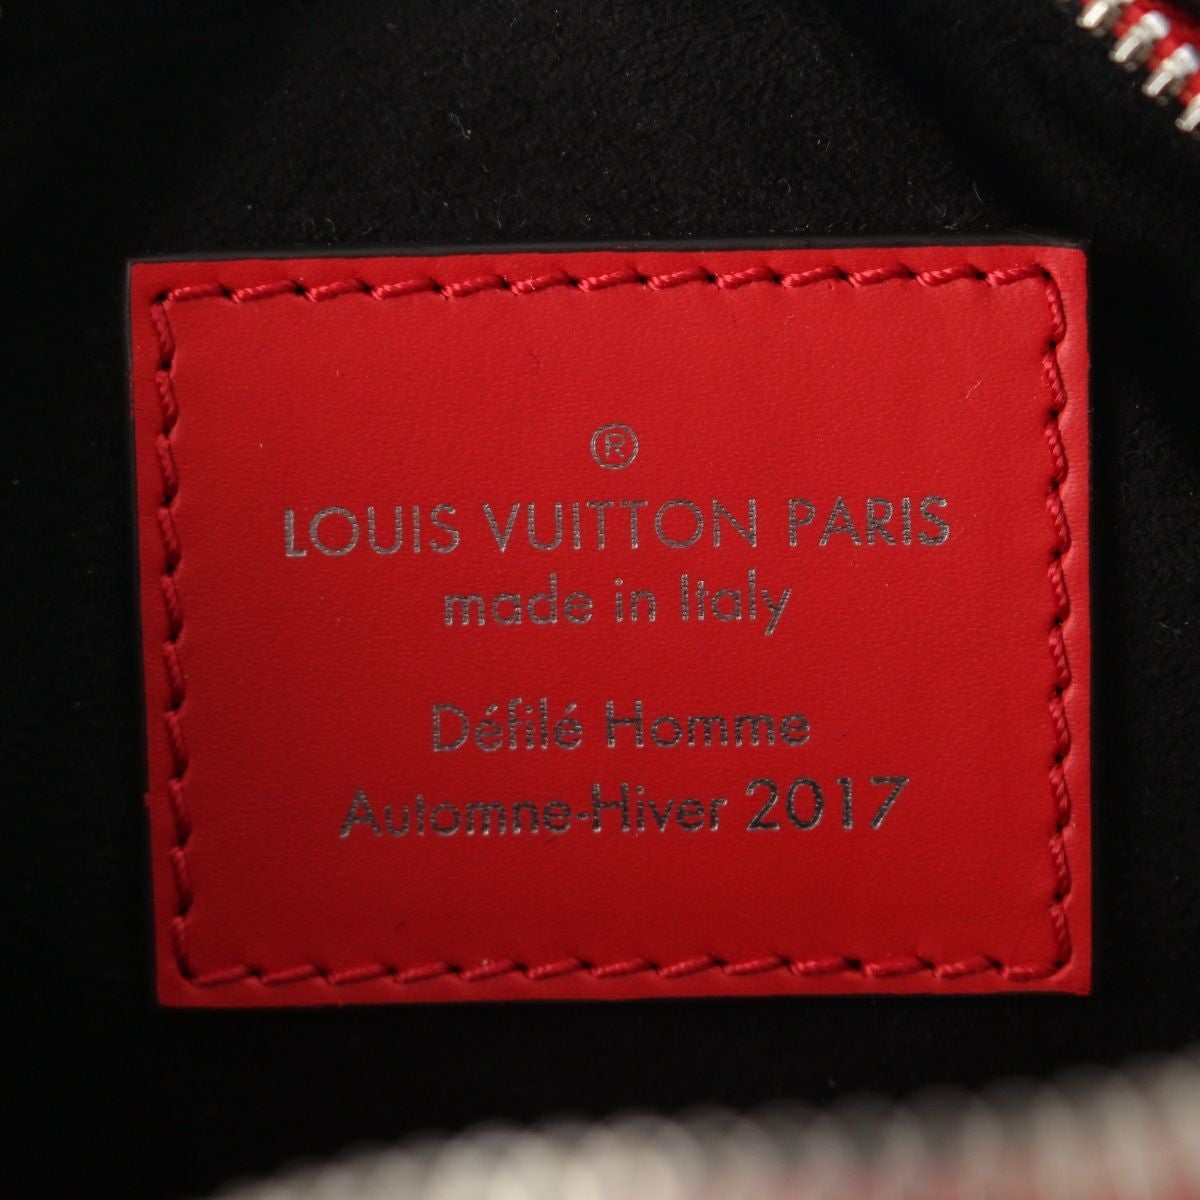 ®
LOUIS VUITTON PARIS
made in Italy
Défilé Homme
Automne-Hiver 2017